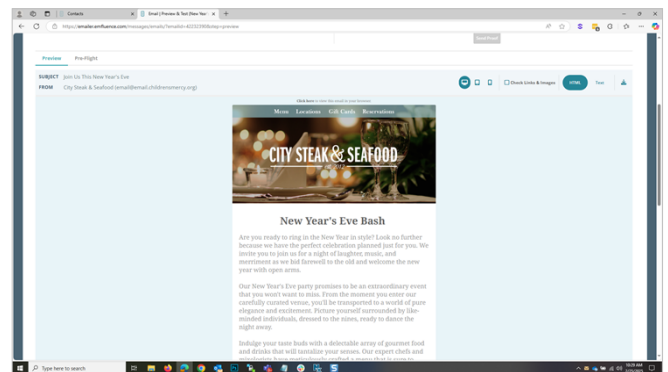 Contacts
Email | Preview & Test (New Year
https://emailer.emfluence.com/messages/emails/?emailId=42232390&step=preview
Send Proof
Preview Pre-Flight
SUBJECT Join Us This New Year's Eve
FROM City Steak & Seafood (email@email.childrensmercy.org)
Check Links & Images HTML Text
Click here to view the email in your browser.
Menu Locations Gift Cards Reservations
CITY STEAK & SEAFOOD
New Year's Eve Bash
Are you ready to ring in the New Year in style? Look no further
because we have the perfect celebration planned just for you. We
invite you to join us for a night of laughter, music, and
merriment as we bid farewell to the old and welcome the new
year with open arms.
Our New Year's Eve party promises to be an extraordinary event
that you won't want to miss. From the moment you enter our
carefully curated venue, you'll be transported to a world of pure
elegance and excitement. Picture yourself surrounded by like-
minded individuals, dressed to the nines, ready to dance the
night away.
Indulge your taste buds with a delectable array of gourmet food
and drinks that will tantalize your senses. Our expert chefs and
Type here to search